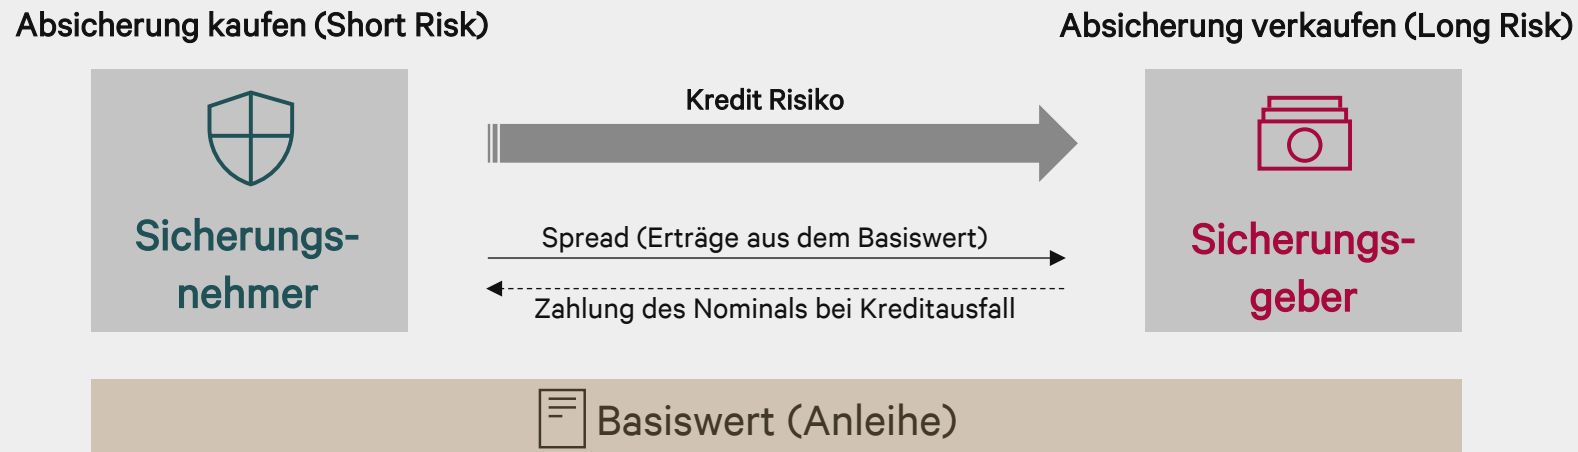 Absicherung kaufen (Short Risk)
Absicherung verkaufen (Long Risk)
Kredit Risiko
Sicherungs-
nehmer
Spread (Erträge aus dem Basiswert)
Zahlung des Nominals bei Kreditausfall
Sicherungs-
geber
Basiswert (Anleihe)